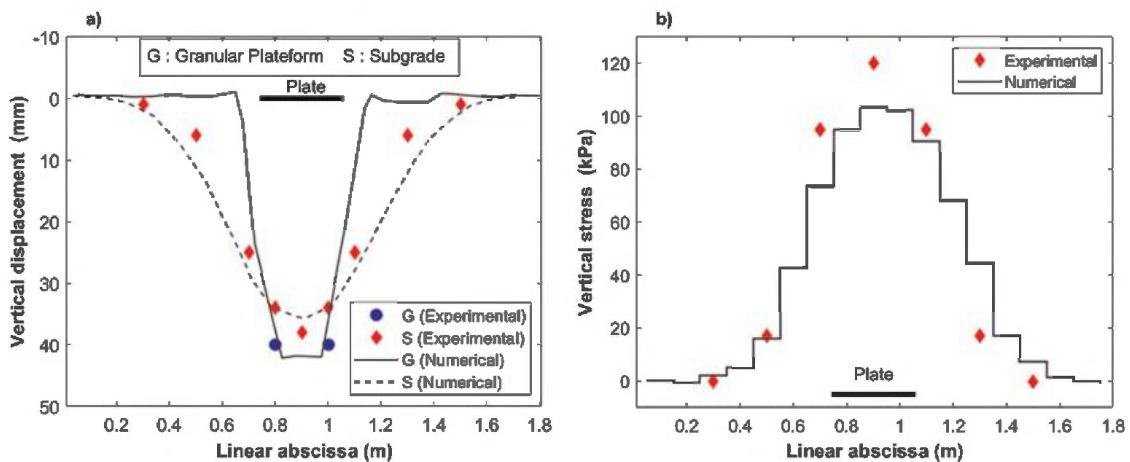 a)
G : Granular Plateform S : Subgrade
Plate
-10
0
10
20
30
40
50
Vertical displacement (mm)
G (Experimental)
S (Experimental)
G (Numerical)
S (Numerical)
0.2 0.4 0.6 0.8 1 1.2 1.4 1.6 1.8
Linear abscissa (m)
b)
Experimental
Numerical
120
100
80
60
40
20
0
Vertical stress (kPa)
Plate
0.2 0.4 0.6 0.8 1.0 1.2 1.4 1.6 1.8
Linear abscissa (m)